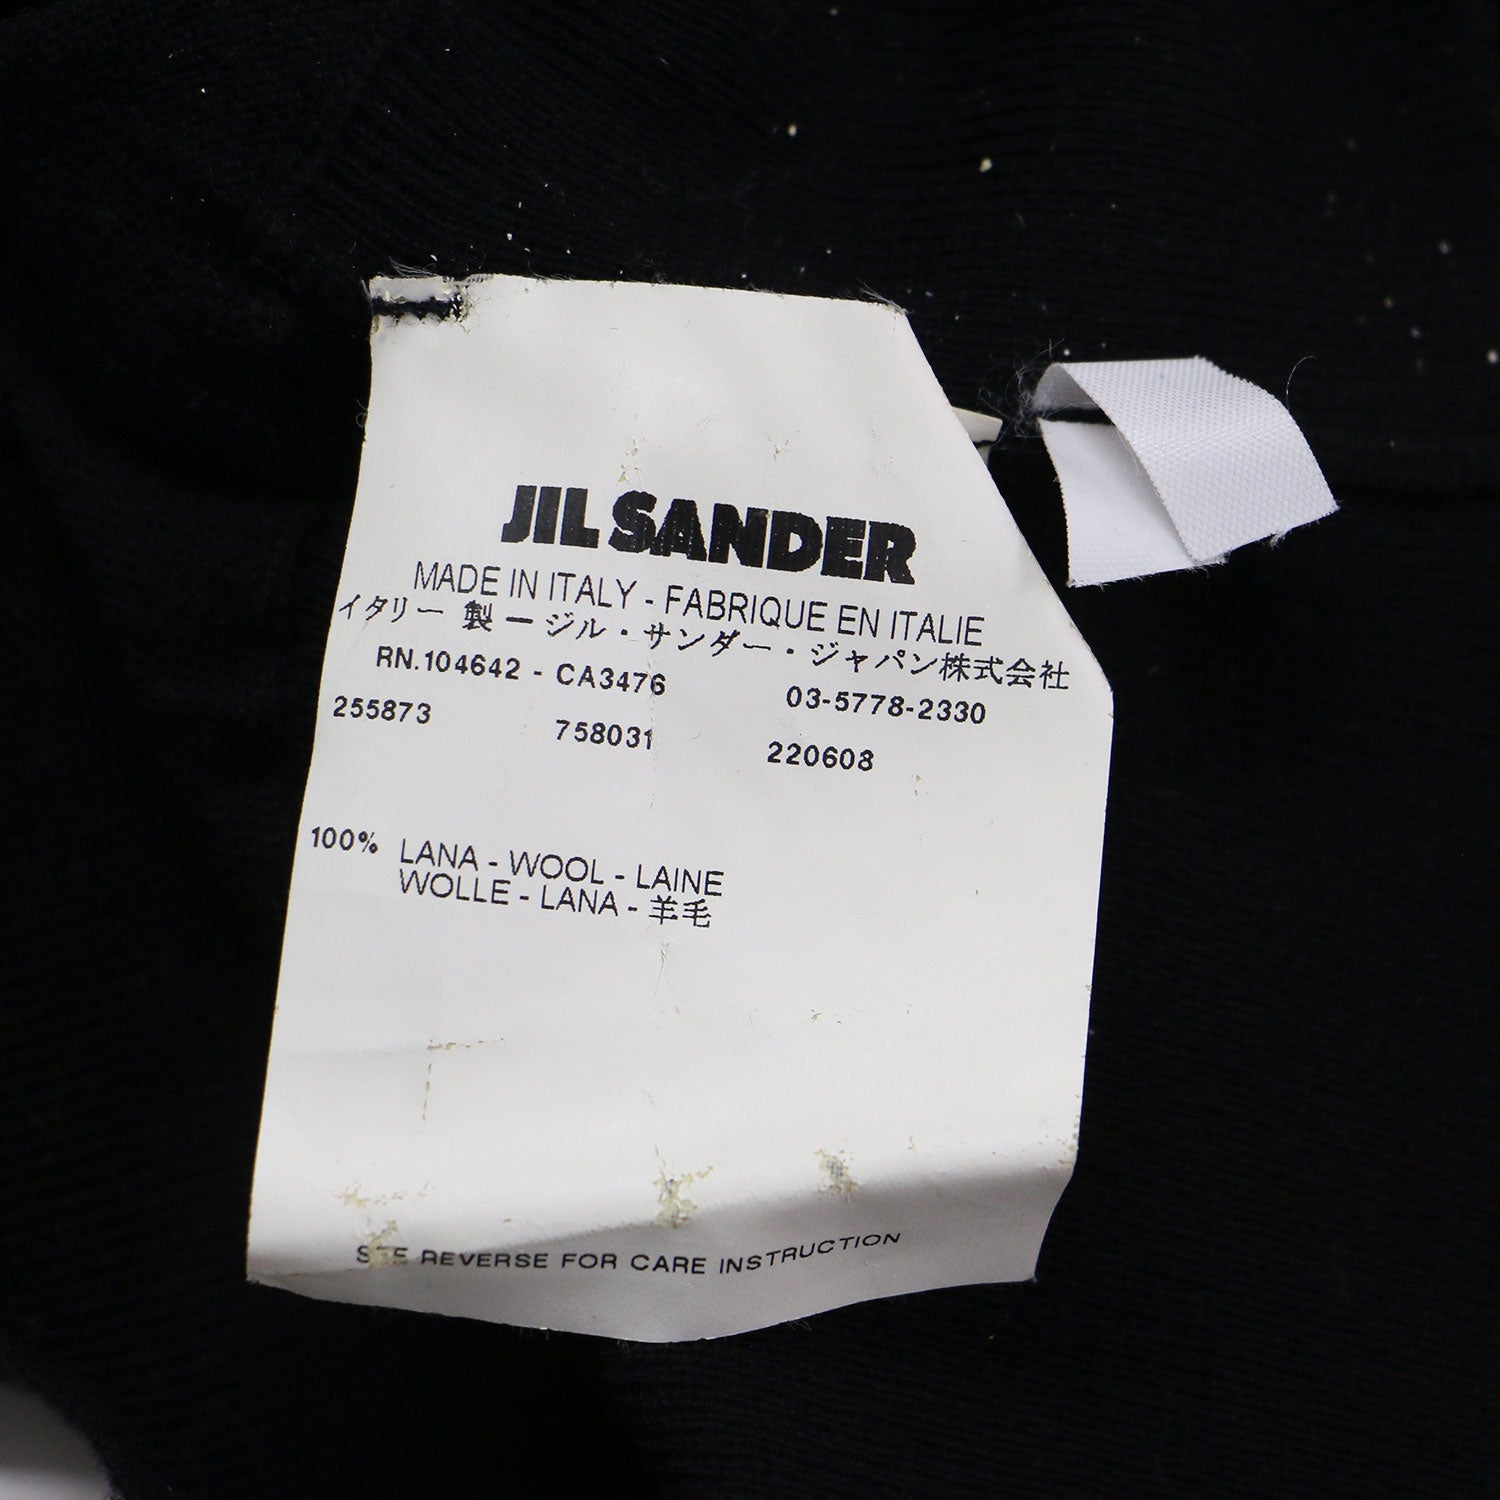 JIL SANDER
MADE IN ITALY - FABRIQUE EN ITALIE
イタリー 製 ー ジル・サンダー・ジャパン株式会社
RN.104642 - CA3476 03-5778-2330
255873 758031 220608
100% LANA - WOOL - LAINE
WOLLE - LANA - 羊毛
SEE REVERSE FOR CARE INSTRUCTION